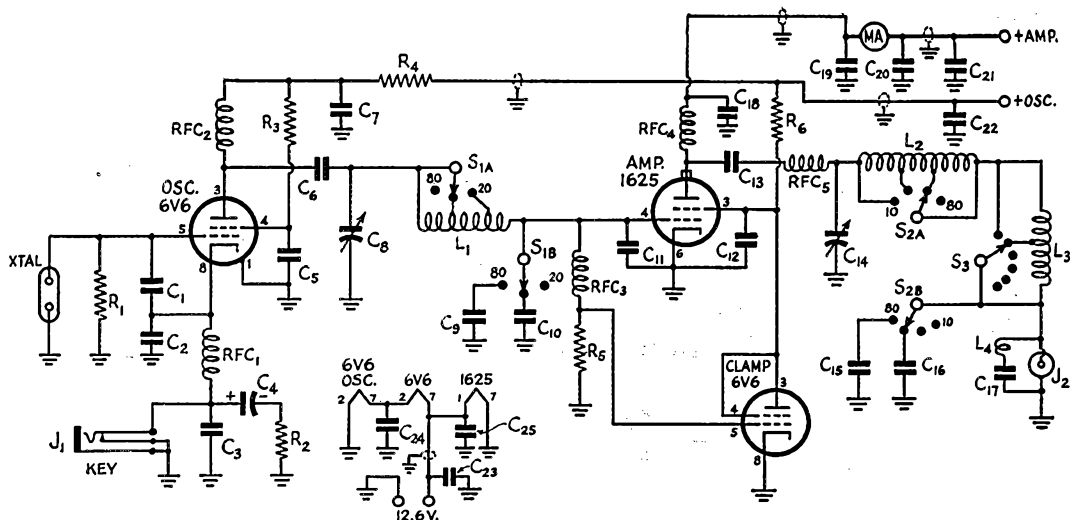 MA
+AMP.
C19
C20
C21
R4
C18
+OSC.
RFC2
R3
C7
RFC4
R6
C22
L2
AMP.
1625
C13
RFC5
S1A
80
20
C6
OSC.
6V6
3
10
80
S2A
4
3
5
4
C8
L1
C14
L3
XTAL
8
1
C5
S1B
C11
6
C12
S3
R1
C1
80
20
RFC3
S2B
80
10
C2
C9
C10
RFC1
R5
L4
C15
C16
C17
J2
C4
+
-
6V6
OSC.
6V6
1625
CLAMP
6V6
3
2
7
2
7
1
7
4
5
J1
KEY
C3
R2
C24
C25
8
C23
12.6V.